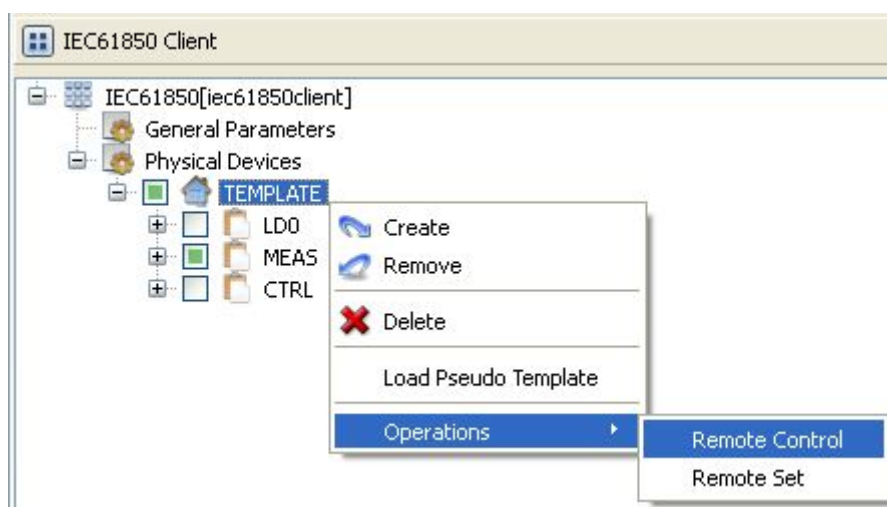 IEC61850 Client
IEC61850[iec61850client]
General Parameters
Physical Devices
TEMPLATE
LD0
MEAS
CTRL
Create
Remove
Delete
Load Pseudo Template
Operations
Remote Control
Remote Set